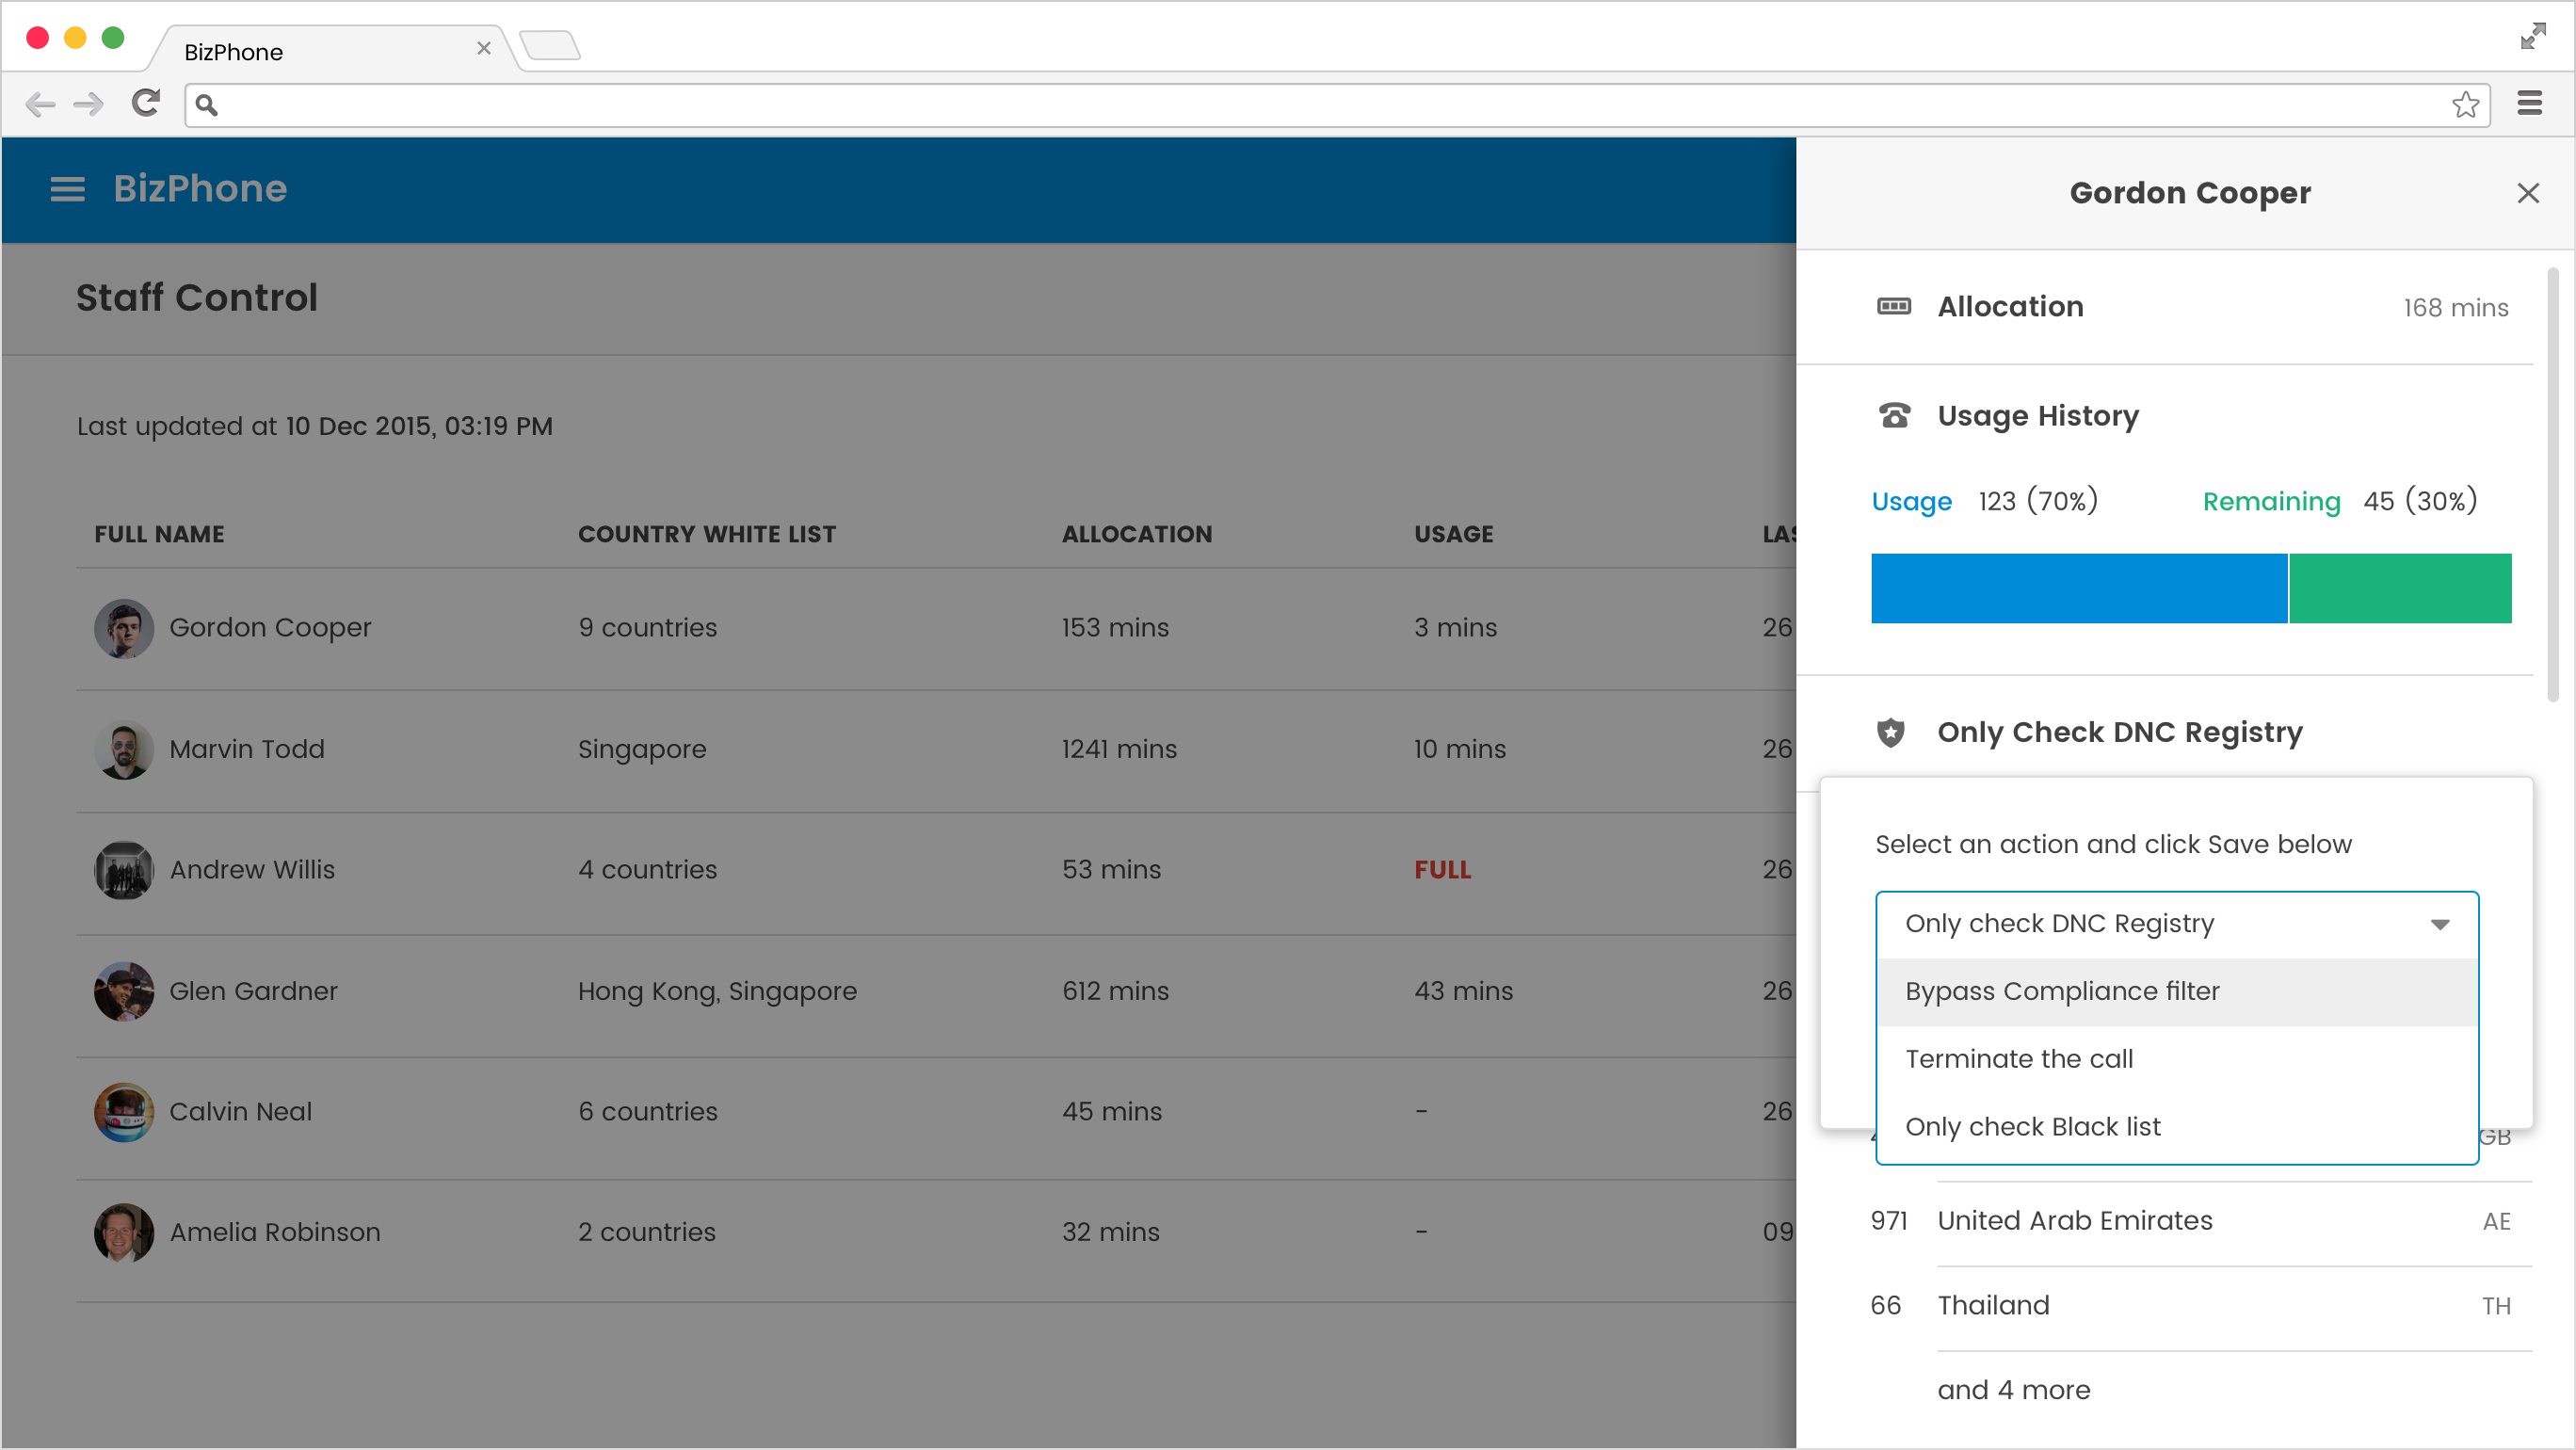 BizPhone
BizPhone
Staff Control
Last updated at 10 Dec 2015, 03:19 PM
FULL NAME COUNTRY WHITE LIST ALLOCATION USAGE LAS
Gordon Cooper 9 countries 153 mins 3 mins 26
Marvin Todd Singapore 1241 mins 10 mins 26
Andrew Willis 4 countries 53 mins FULL 26
Glen Gardner Hong Kong, Singapore 612 mins 43 mins 26
Calvin Neal 6 countries 45 mins - 26
Amelia Robinson 2 countries 32 mins - 09
Gordon Cooper
Allocation 168 mins
Usage History
Usage 123 (70%) Remaining 45 (30%)
Only Check DNC Registry
Select an action and click Save below
Only check DNC Registry
Bypass Compliance filter
Terminate the call
Only check Black list
GB
971 United Arab Emirates AE
66 Thailand TH
and 4 more